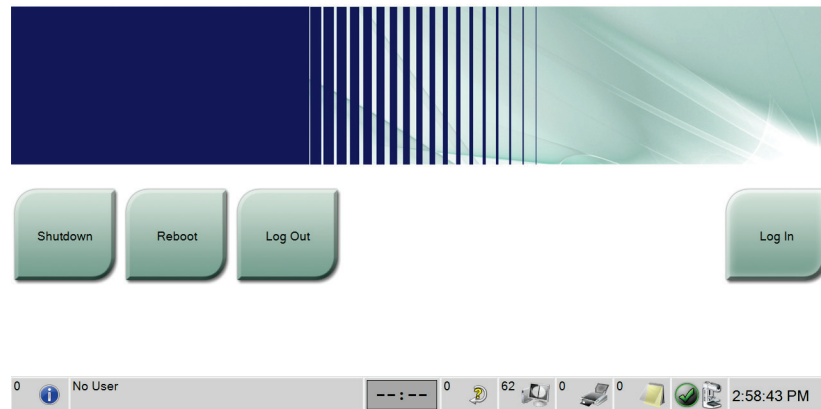 Shutdown
Reboot
Log Out
Log In
0
No User
--:--
0
62
0
0
2:58:43 PM